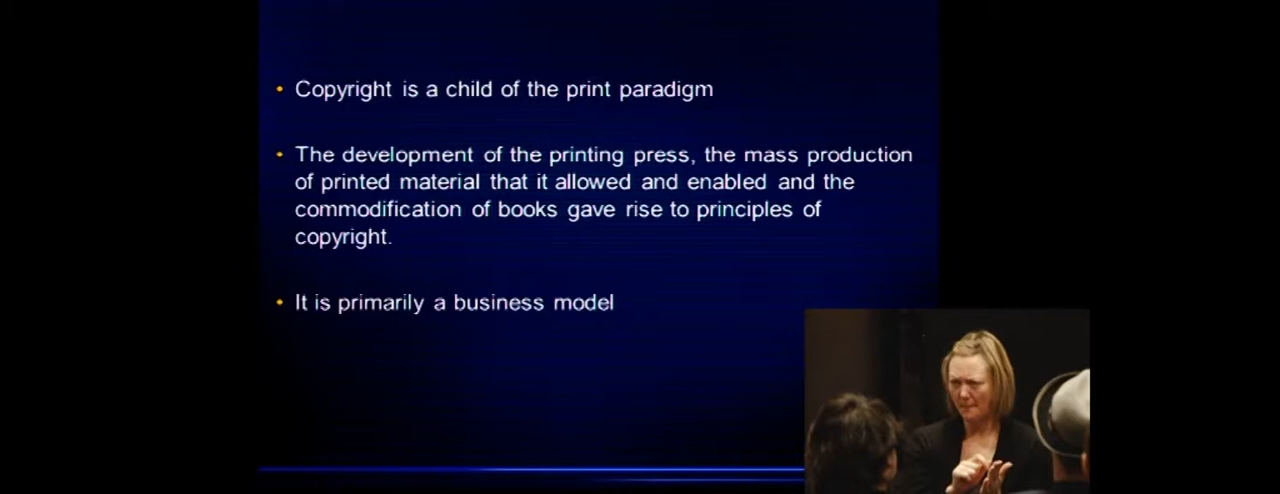 • Copyright is a child of the print paradigm
• The development of the printing press, the mass production
of printed material that it allowed and enabled and the
commodification of books gave rise to principles of
copyright.
• It is primarily a business model